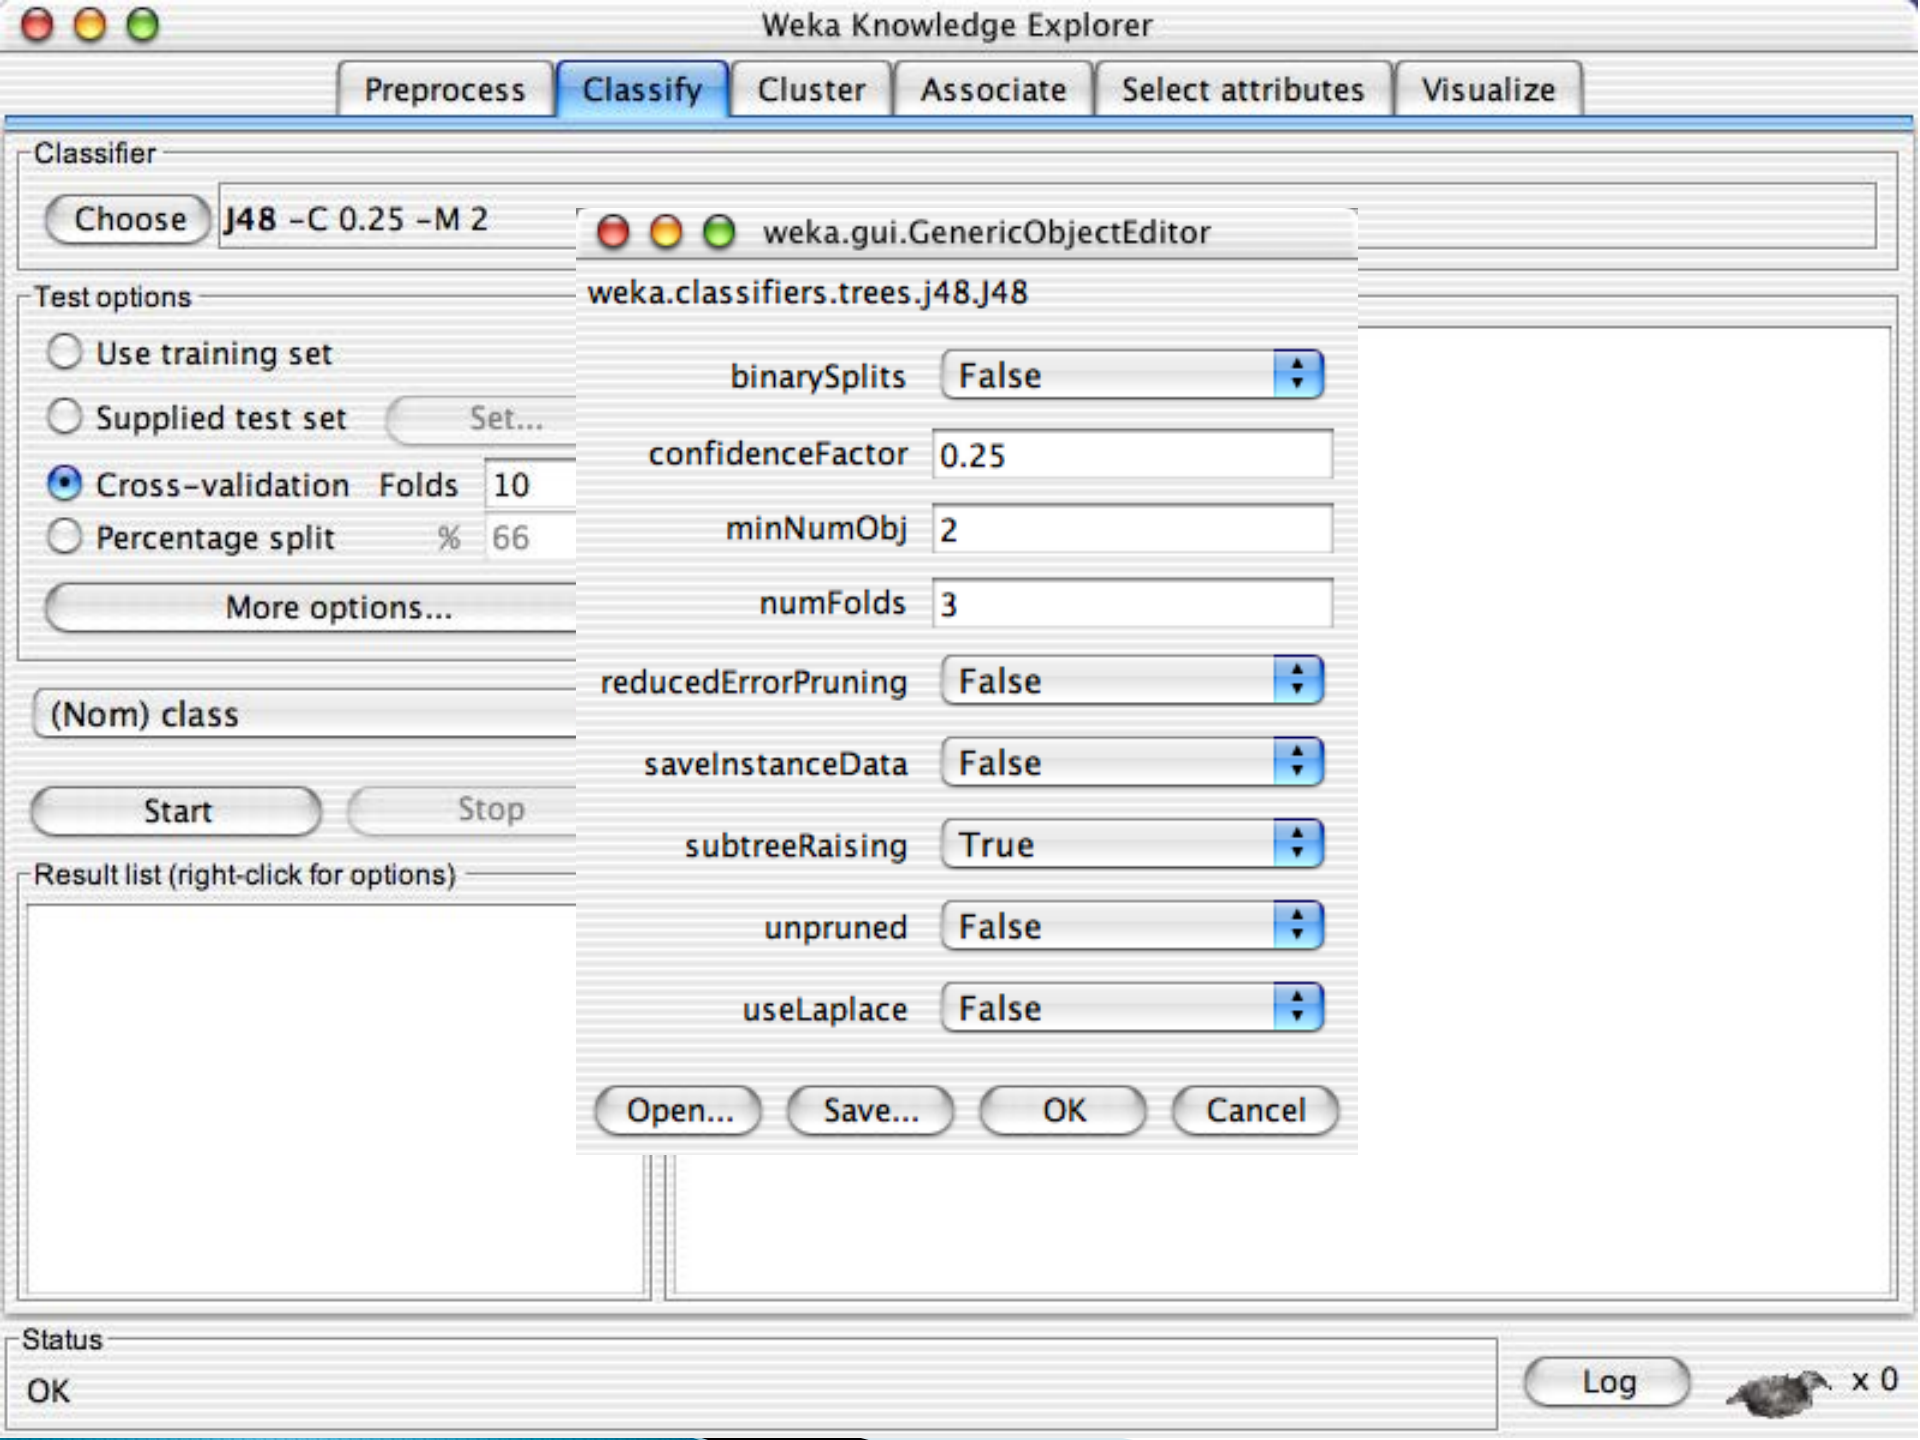 Weka Knowledge Explorer
Preprocess Classify Cluster Associate Select attributes Visualize
Classifier
Choose J48 -C 0.25 -M 2
Test options
Use training set
Supplied test set Set...
Cross-validation Folds 10
Percentage split % 66
More options...
(Nom) class
Start Stop
Result list (right-click for options)
weka.gui.GenericObjectEditor
weka.classifiers.trees.j48.J48
binarySplits False
confidenceFactor 0.25
minNumObj 2
numFolds 3
reducedErrorPruning False
saveInstanceData False
subtreeRaising True
unpruned False
useLaplace False
Open... Save... OK Cancel
Status
OK
Log x 0